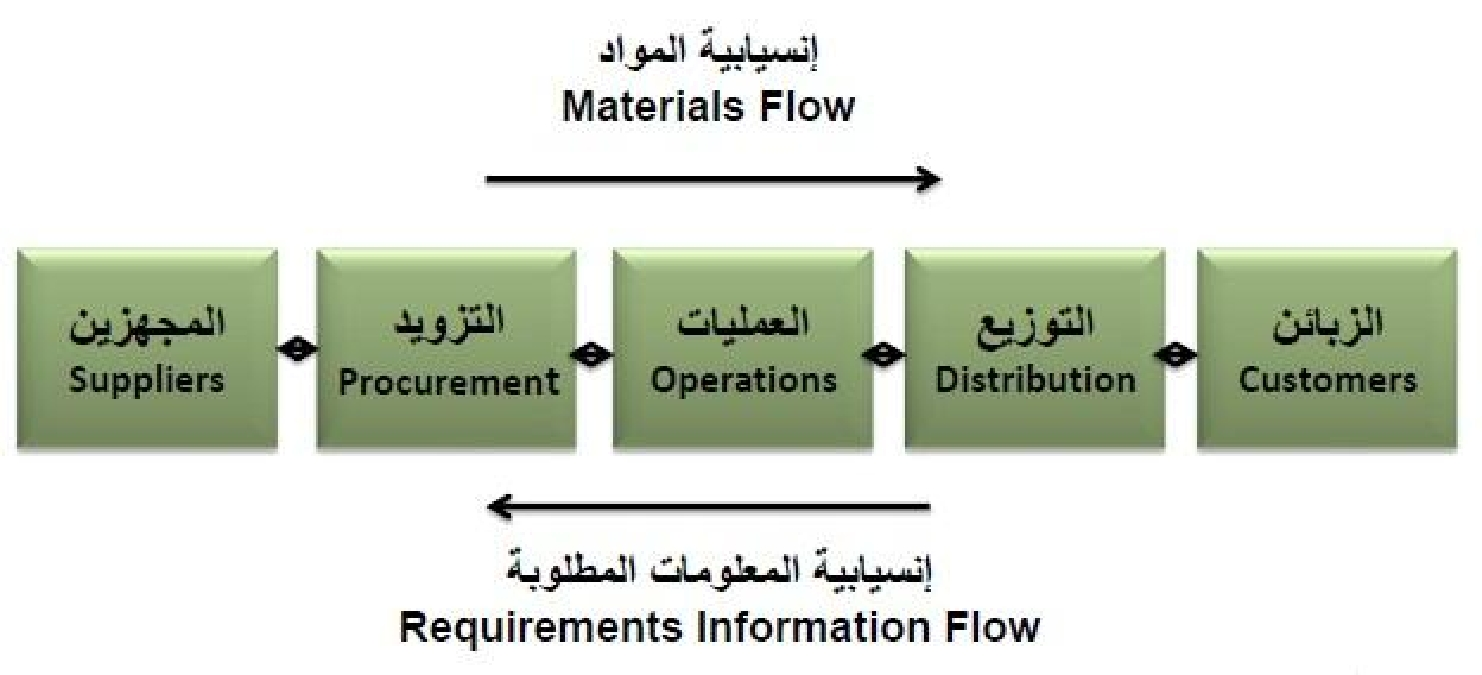 إنسيابية المواد
Materials Flow
المجهزين
Suppliers
التزويد
Procurement
العمليات
Operations
التوزيع
Distribution
الزبائن
Customers
إنسيابية المعلومات المطلوبة
Requirements Information Flow